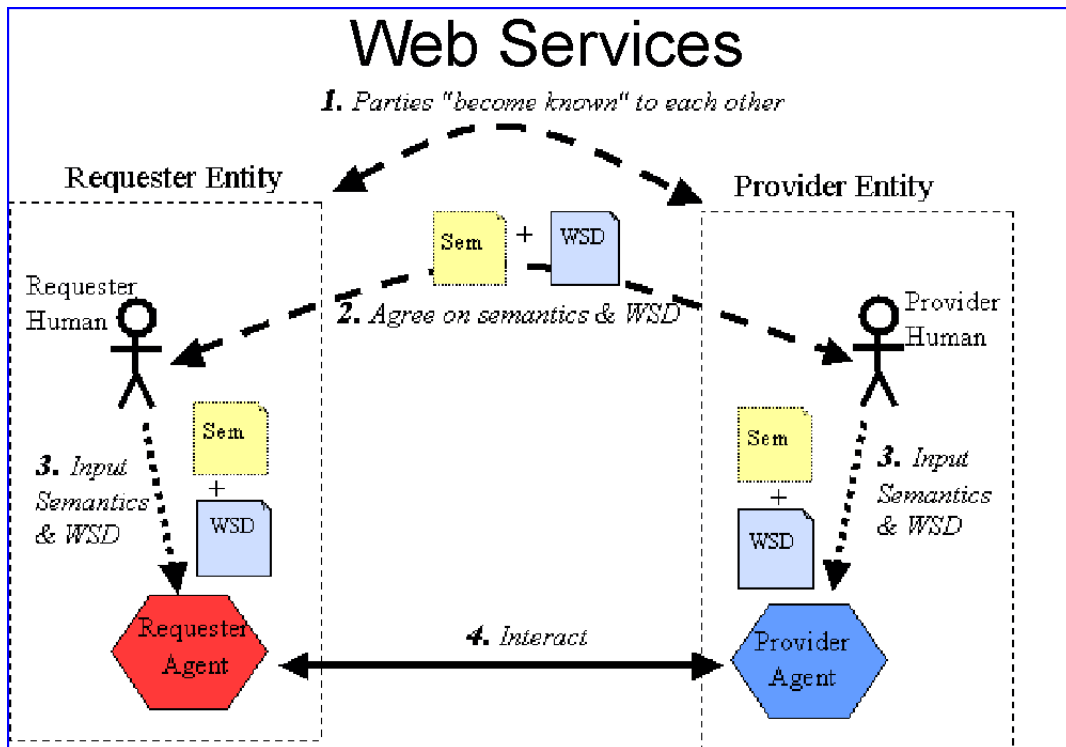 Web Services
1. Parties "become known" to each other
Requester Entity
Provider Entity
Sem
+
WSD
Requester
Human
2. Agree on semantics & WSD
Provider
Human
Sem
+
WSD
3. Input
Semantics
& WSD
Sem
+
WSD
3. Input
Semantics
& WSD
Requester
Agent
4. Interact
Provider
Agent